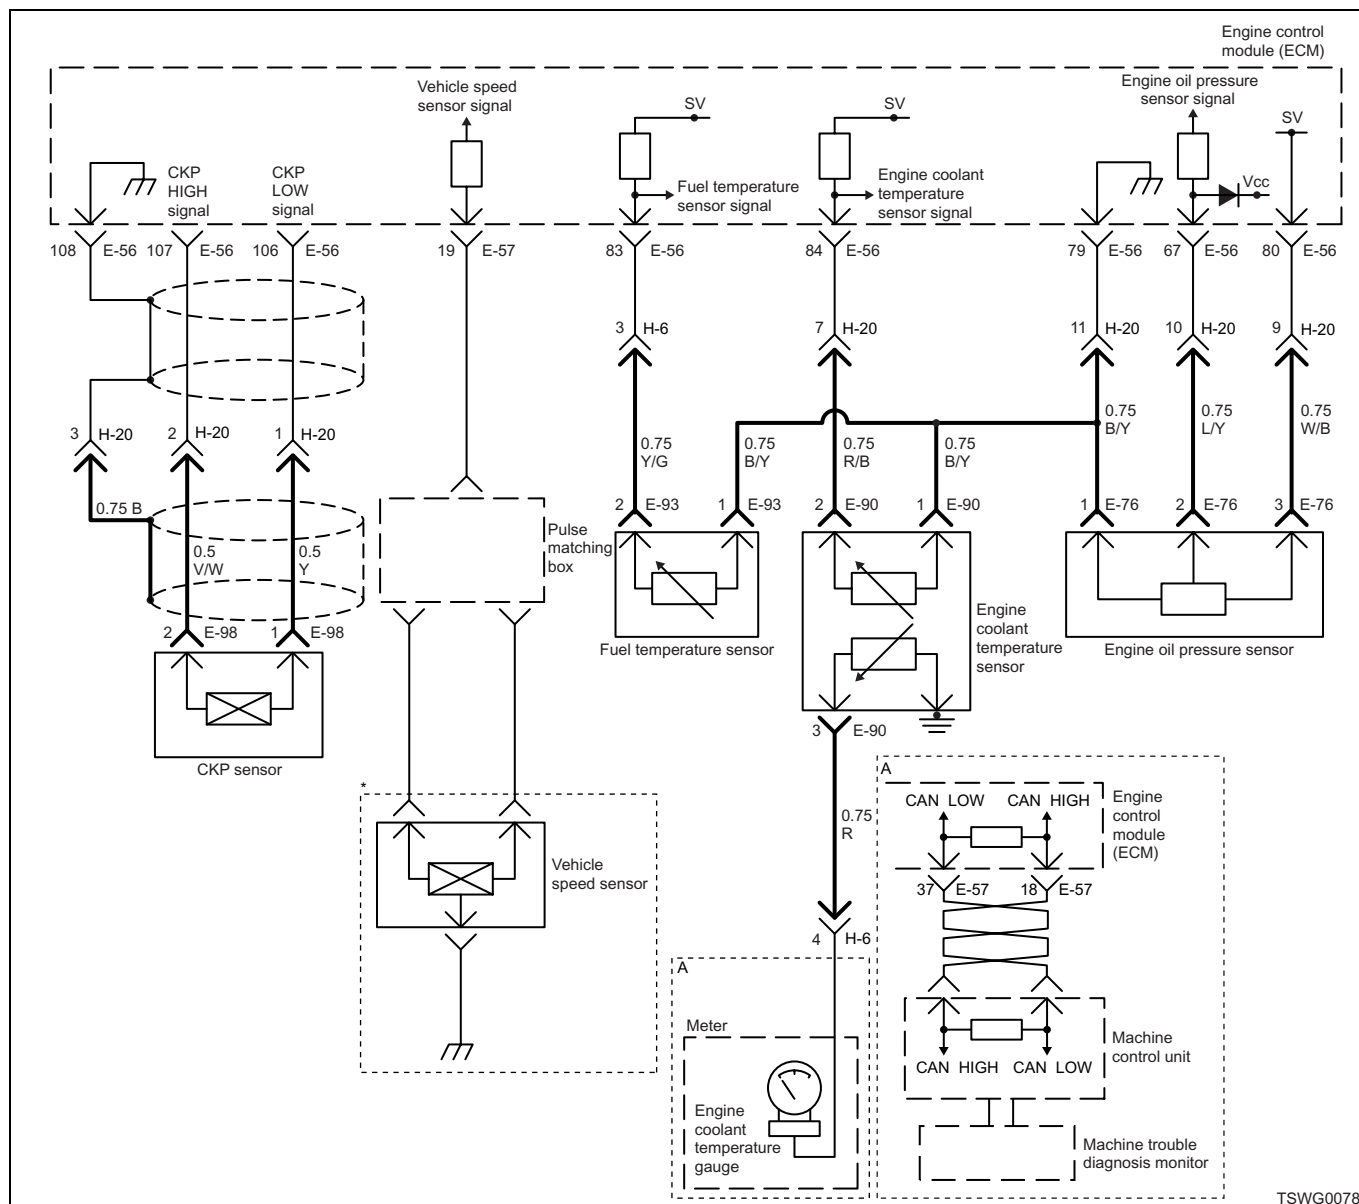 Engine control
module (ECM)
Vehicle speed
sensor signal
SV
SV
Engine oil pressure
sensor signal
SV
CKP
HIGH
signal
CKP
LOW
signal
Fuel temperature
sensor signal
Engine coolant
temperature
sensor signal
Vcc
108 E-56 107 E-56 106 E-56 19 E-57 83 E-56 84 E-56 79 E-56 67 E-56 80 E-56
3 H-6 7 H-20 11 H-20 10 H-20 9 H-20
3 H-20 2 H-20 1 H-20
0.75
Y/G
0.75
B/Y
0.75
R/B
0.75
B/Y
0.75
B/Y
0.75
L/Y
0.75
W/B
0.75 B
2 E-93 1 E-93 2 E-90 1 E-90 1 E-76 2 E-76 3 E-76
0.5
V/W
0.5
Y
Pulse
matching
box
2 E-98 1 E-98
Fuel temperature sensor
Engine
coolant
temperature
sensor
Engine oil pressure sensor
CKP sensor
3 E-90
*
Vehicle
speed sensor
0.75
R
4 H-6
A
Meter
Engine
coolant
temperature
gauge
A
CAN LOW CAN HIGH
Engine
control
module
(ECM)
37 E-57 18 E-57
Machine
control unit
CAN HIGH CAN LOW
Machine trouble
diagnosis monitor
TSWG0078